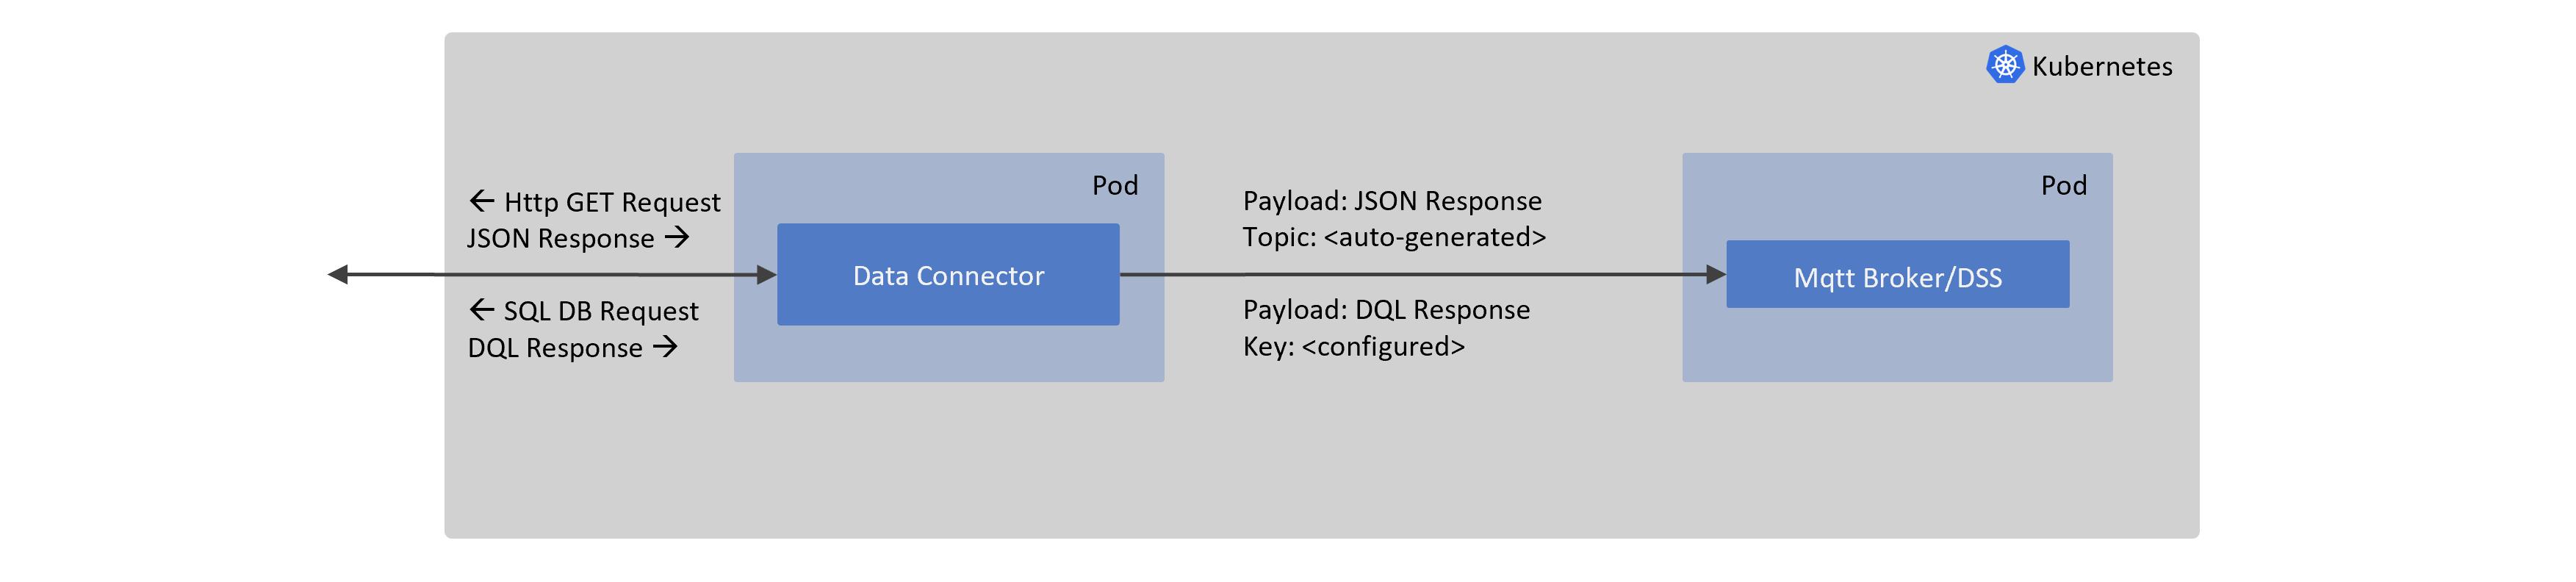 Kubernetes
← Http GET Request
JSON Response →
← SQL DB Request
DQL Response →
Pod
Data Connector
Payload: JSON Response
Topic: <auto-generated>
Payload: DQL Response
Key: <configured>
Pod
Mqtt Broker/DSS